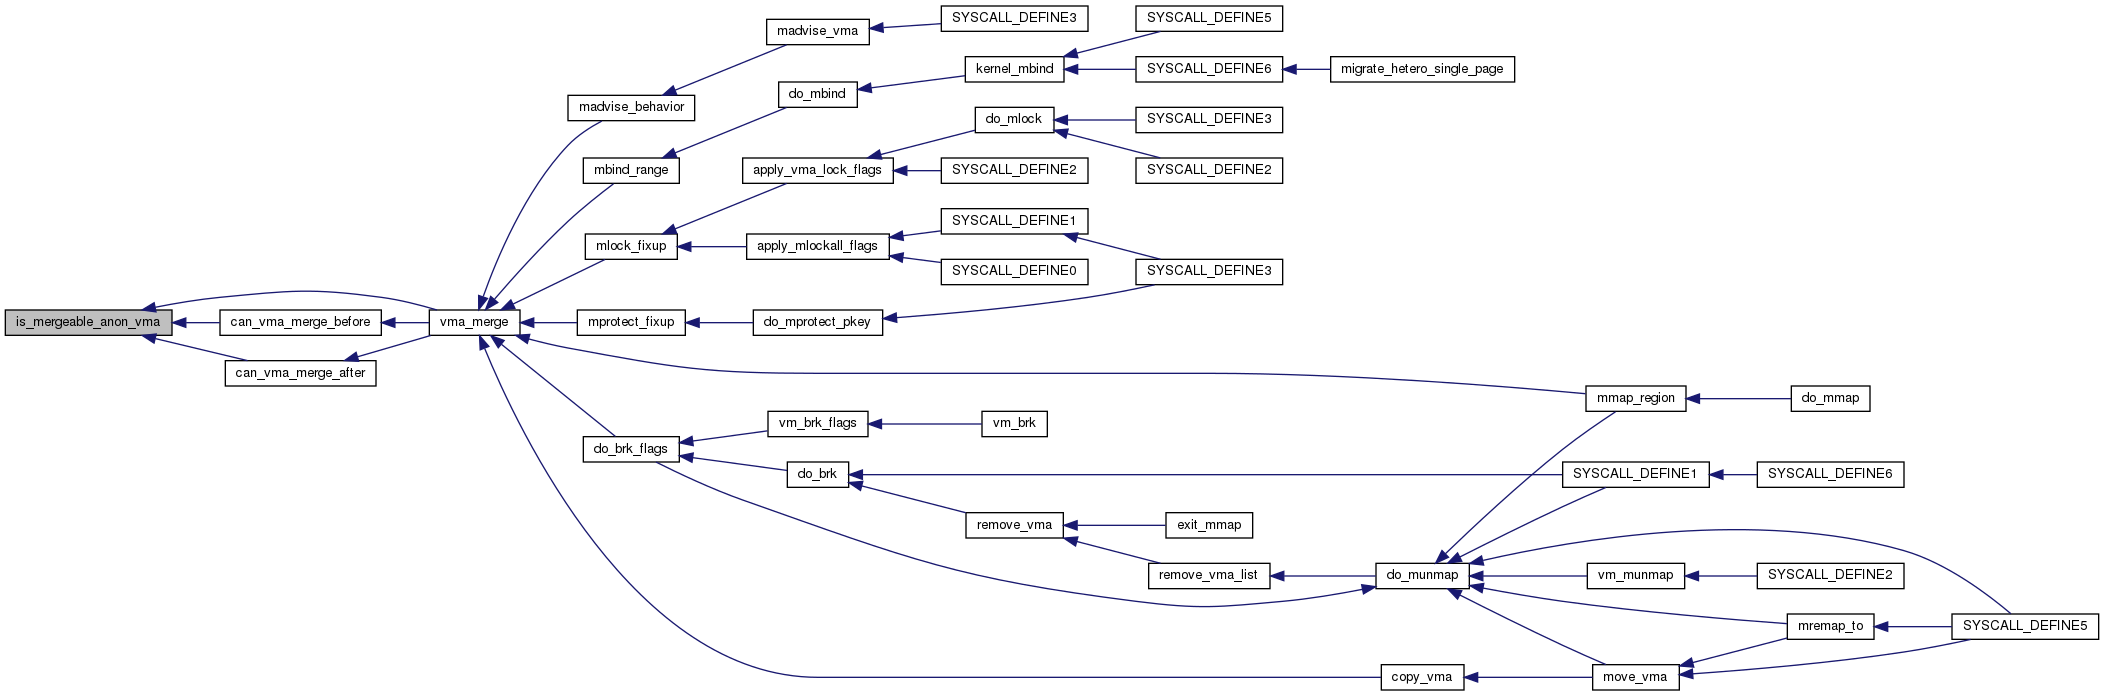 SYSCALL_DEFINE3
SYSCALL_DEFINE5
madvise_vma
kernel_mbind
SYSCALL_DEFINE6
migrate_hetero_single_page
do_mbind
madvise_behavior
do_mlock
SYSCALL_DEFINE3
mbind_range
apply_vma_lock_flags
SYSCALL_DEFINE2
SYSCALL_DEFINE2
SYSCALL_DEFINE1
mlock_fixup
apply_mlockall_flags
SYSCALL_DEFINE0
SYSCALL_DEFINE3
is_mergeable_anon_vma
can_vma_merge_before
vma_merge
mprotect_fixup
do_mprotect_pkey
can_vma_merge_after
mmap_region
do_mmap
vm_brk_flags
vm_brk
do_brk_flags
do_brk
SYSCALL_DEFINE1
SYSCALL_DEFINE6
remove_vma
exit_mmap
remove_vma_list
do_munmap
vm_munmap
SYSCALL_DEFINE2
mremap_to
SYSCALL_DEFINE5
copy_vma
move_vma